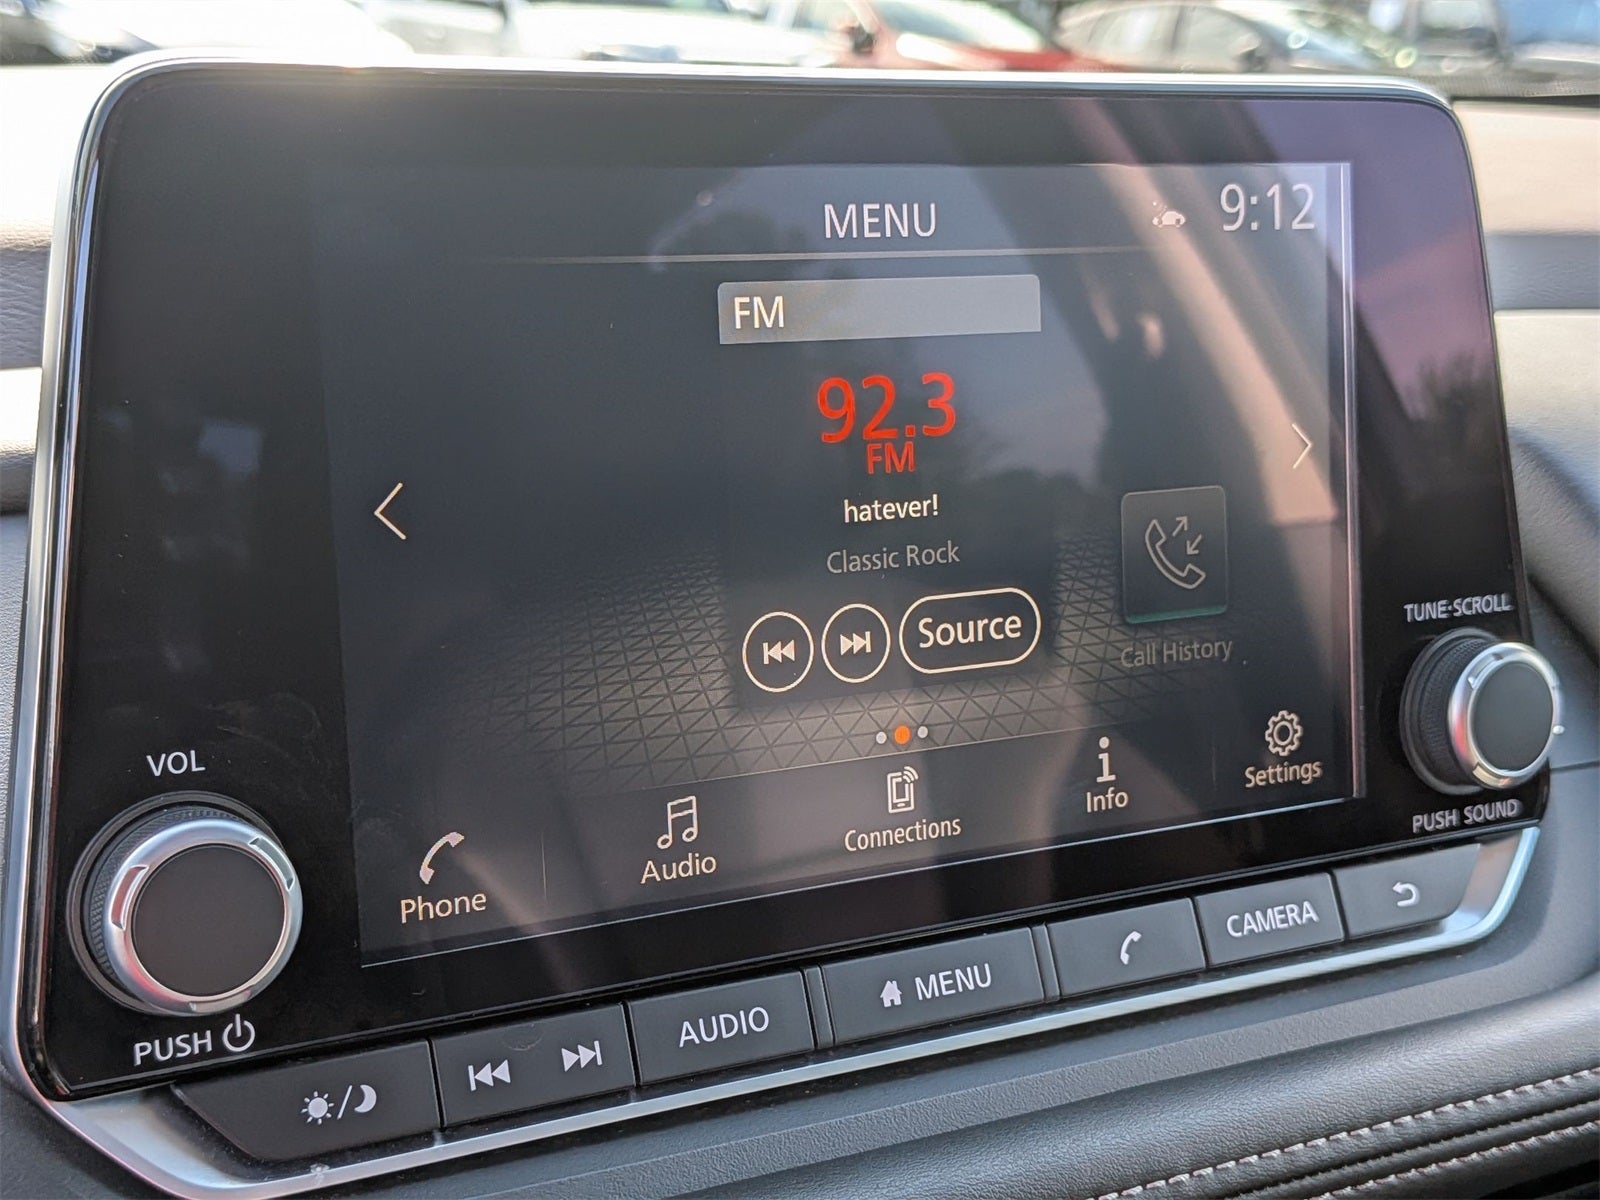 MENU
9:12
FM
92.3
FM
hatever!
Classic Rock
Source
Call History
Phone
Audio
Connections
Info
Settings
VOL
PUSH
TUNE·SCROLL
PUSH SOUND
AUDIO
MENU
CAMERA